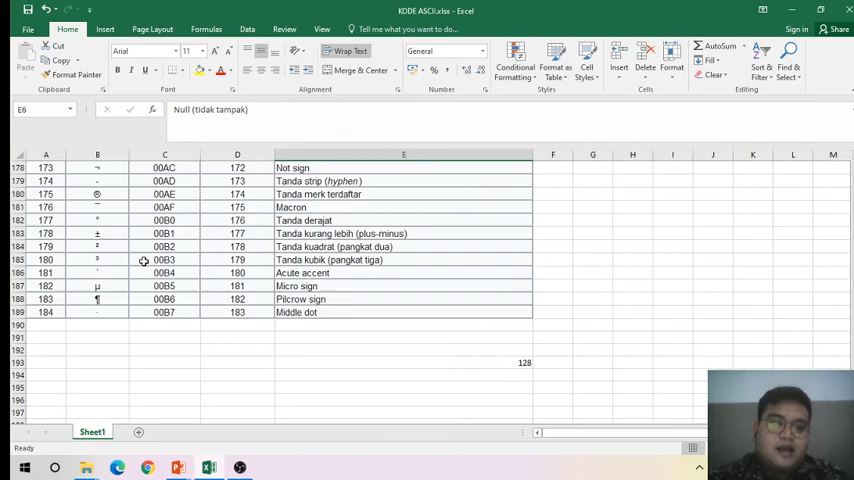 KODE ASCII.xlsx - Excel
File Home Insert Page Layout Formulas Data Review View Tell me what you want to do... Sign in Share
Cut AutoSum
Arial 11 Wrap Text General
Copy Fill
Paste Conditional Format as Cell Insert Delete Format Sort & Find &
Format Painter B I U Merge & Center $ % Formatting Table Styles Clear Filter Select
Clipboard Font Alignment Number Styles Cells Editing
E6 fx Null (tidak tampak)
A B C D E F G H I J K L M
178 173 ¬ 00AC 172 Not sign
179 174 - 00AD 173 Tanda strip (hyphen )
180 175 ® 00AE 174 Tanda merk terdaftar
181 176 ¯ 00AF 175 Macron
182 177 ° 00B0 176 Tanda derajat
183 178 ± 00B1 177 Tanda kurang lebih (plus-minus)
184 179 ² 00B2 178 Tanda kuadrat (pangkat dua)
185 180 ³ 00B3 179 Tanda kubik (pangkat tiga)
186 181 ´ 00B4 180 Acute accent
187 182 µ 00B5 181 Micro sign
188 183 ¶ 00B6 182 Pilcrow sign
189 184 · 00B7 183 Middle dot
190
191
192
193 128
194
195
196
197
Sheet1
Ready